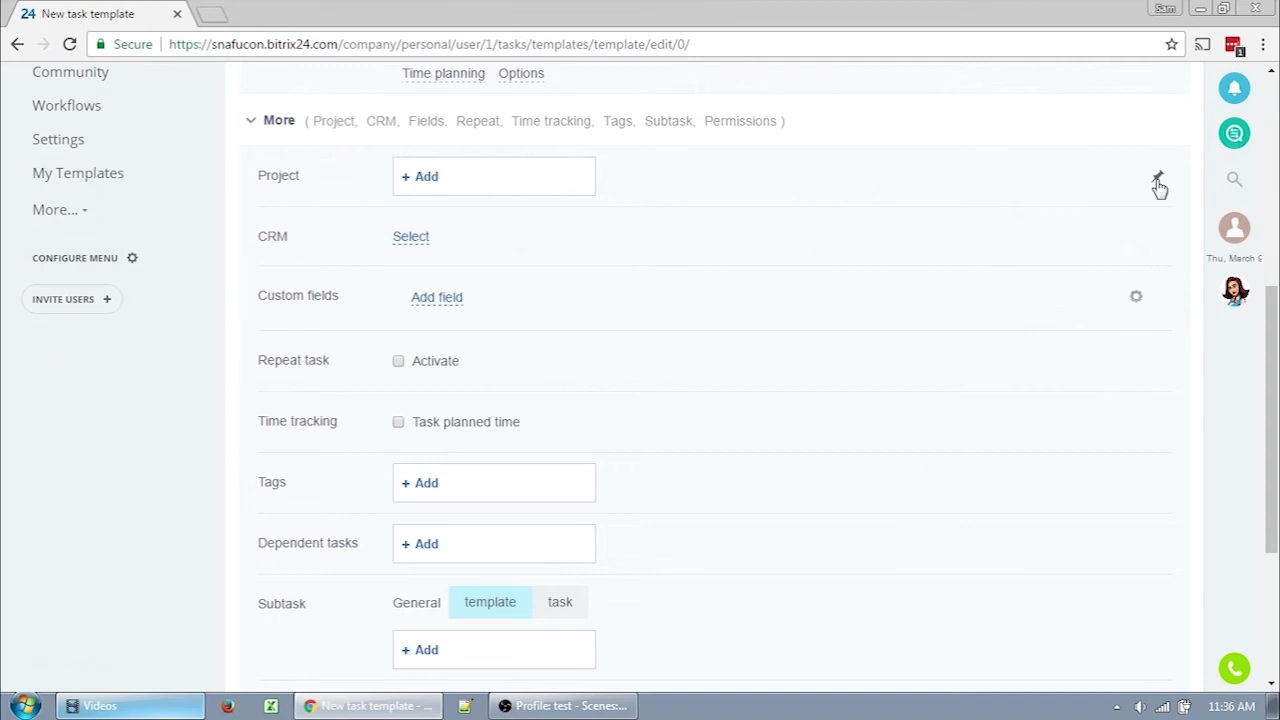 24 New task template
Sam
Secure https://snafucon.bitrix24.com/company/personal/user/1/tasks/templates/template/edit/0/
1
Community
Workflows
Settings
My Templates
More...
CONFIGURE MENU
INVITE USERS +
Time planning Options
More ( Project, CRM, Fields, Repeat, Time tracking, Tags, Subtask, Permissions )
Project + Add
CRM Select
Custom fields Add field
Repeat task Activate
Time tracking Task planned time
Tags + Add
Dependent tasks + Add
Subtask General template task
+ Add
Thu, March 9
Videos
New task template - ...
Profile: test - Scenes:...
11:36 AM